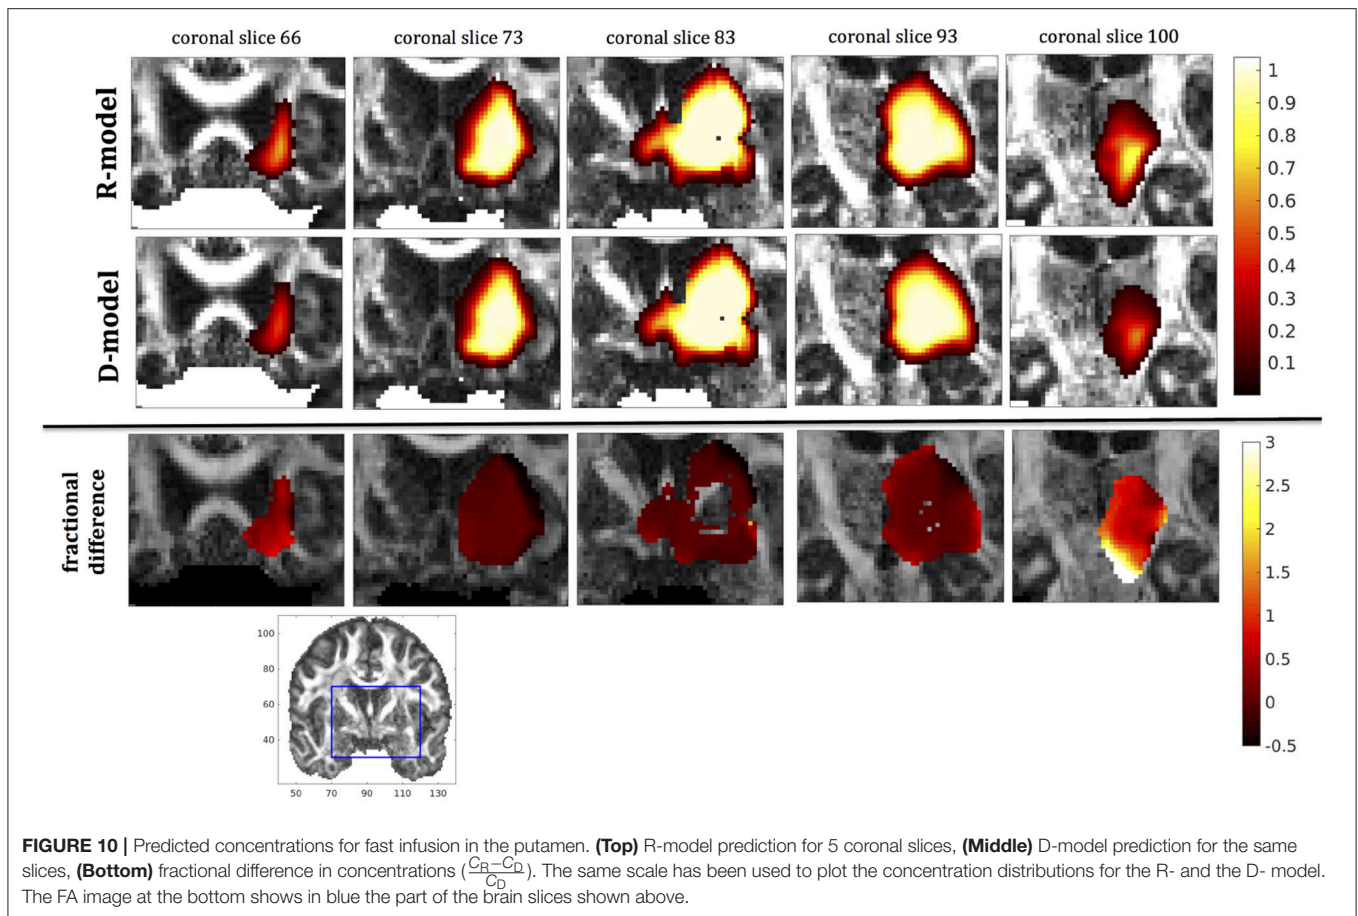 coronal slice 66 coronal slice 73 coronal slice 83 coronal slice 93 coronal slice 100
R-model
1
0.9
0.8
0.7
0.6
0.5
0.4
0.3
0.2
0.1
D-model
fractional
difference
3
2.5
2
1.5
1
0.5
0
-0.5
100
80
60
40
50 70 90 110 130
FIGURE 10 | Predicted concentrations for fast infusion in the putamen. (Top) R-model prediction for 5 coronal slices, (Middle) D-model prediction for the same
slices, (Bottom) fractional difference in concentrations (\frac{C_R-C_D}{C_D}). The same scale has been used to plot the concentration distributions for the R- and the D- model.
The FA image at the bottom shows in blue the part of the brain slices shown above.